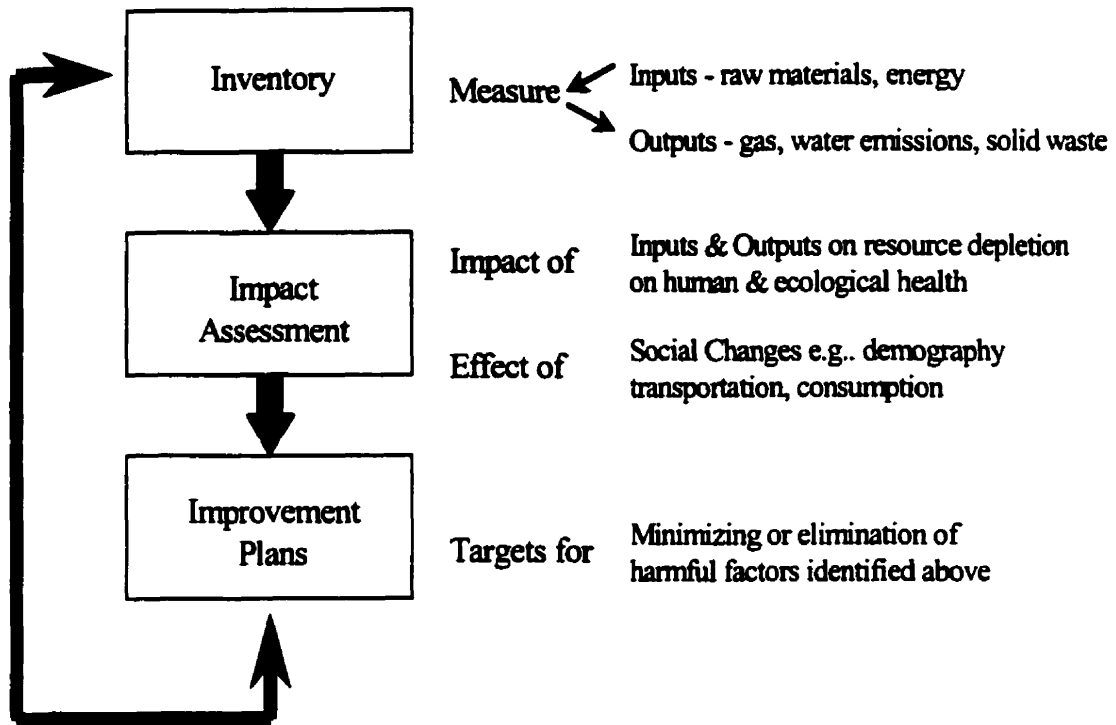 Inventory
Measure
Inputs - raw materials, energy
Outputs - gas, water emissions, solid waste
Impact
Assessment
Impact of
Inputs & Outputs on resource depletion
on human & ecological health
Effect of
Social Changes e.g.. demography
transportation, consumption
Improvement
Plans
Targets for
Minimizing or elimination of
harmful factors identified above